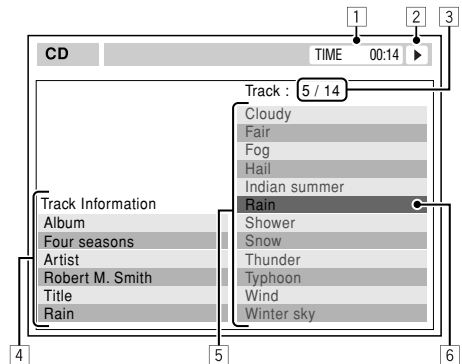 1 2 3
CD
TIME 00:14
Track : 5 / 14
Cloudy
Fair
Fog
Hail
Indian summer
Rain
Shower
Snow
Thunder
Typhoon
Wind
Winter sky
Track Information
Album
Four seasons
Artist
Robert M. Smith
Title
Rain
4 5 6